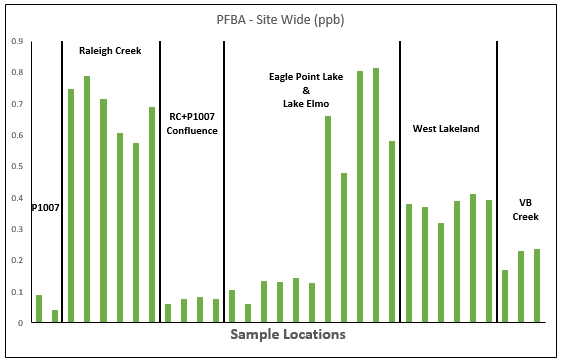 PFBA - Site Wide (ppb)
0.9
0.8
0.7
0.6
0.5
0.4
0.3
0.2
0.1
0
P1007
Raleigh Creek
RC+P1007
Confluence
Eagle Point Lake
&
Lake Elmo
West Lakeland
VB
Creek
Sample Locations